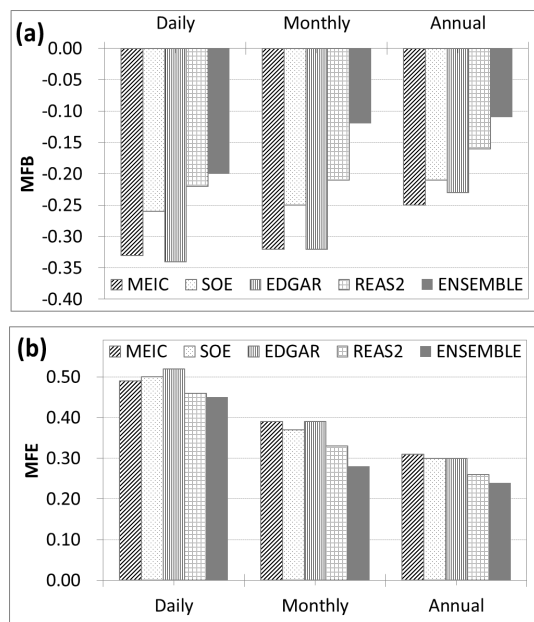 (a)
Daily Monthly Annual
0.00
-0.05
-0.10
-0.15
-0.20
-0.25
-0.30
-0.35
-0.40
MFB
MEIC SOE EDGAR REAS2 ENSEMBLE
(b)
MEIC SOE EDGAR REAS2 ENSEMBLE
0.50
0.40
0.30
0.20
0.10
0.00
MFE
Daily Monthly Annual